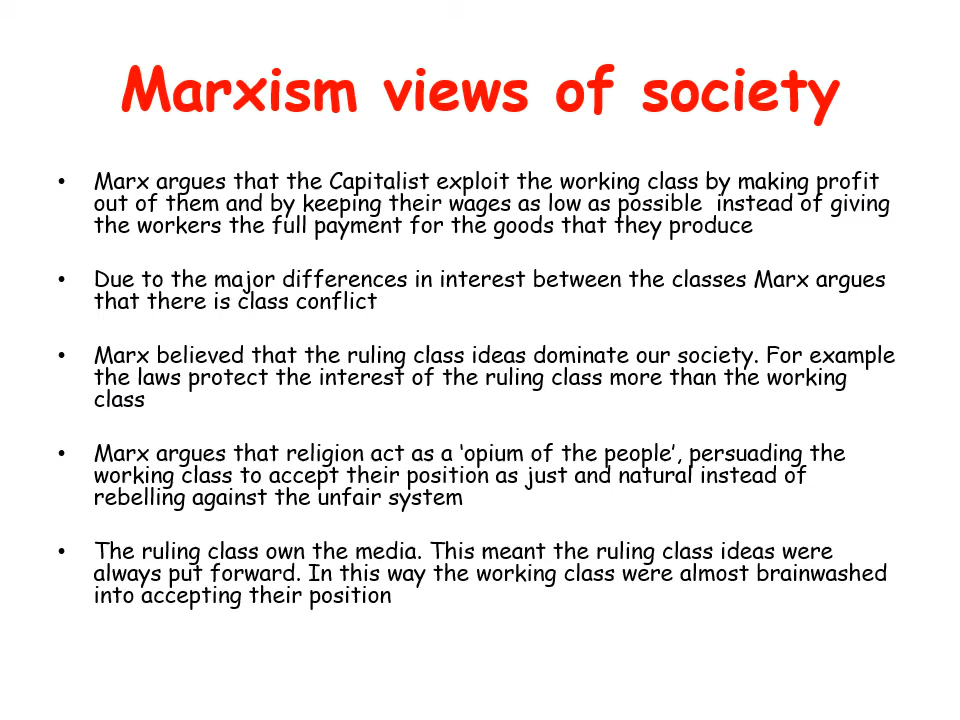 Marxism views of society
• Marx argues that the Capitalist exploit the working class by making profit
out of them and by keeping their wages as low as possible  instead of giving
the workers the full payment for the goods that they produce
• Due to the major differences in interest between the classes Marx argues
that there is class conflict
• Marx believed that the ruling class ideas dominate our society. For example
the laws protect the interest of the ruling class more than the working
class
• Marx argues that religion act as a ‘opium of the people’, persuading the
working class to accept their position as just and natural instead of
rebelling against the unfair system
• The ruling class own the media. This meant the ruling class ideas were
always put forward. In this way the working class were almost brainwashed
into accepting their position